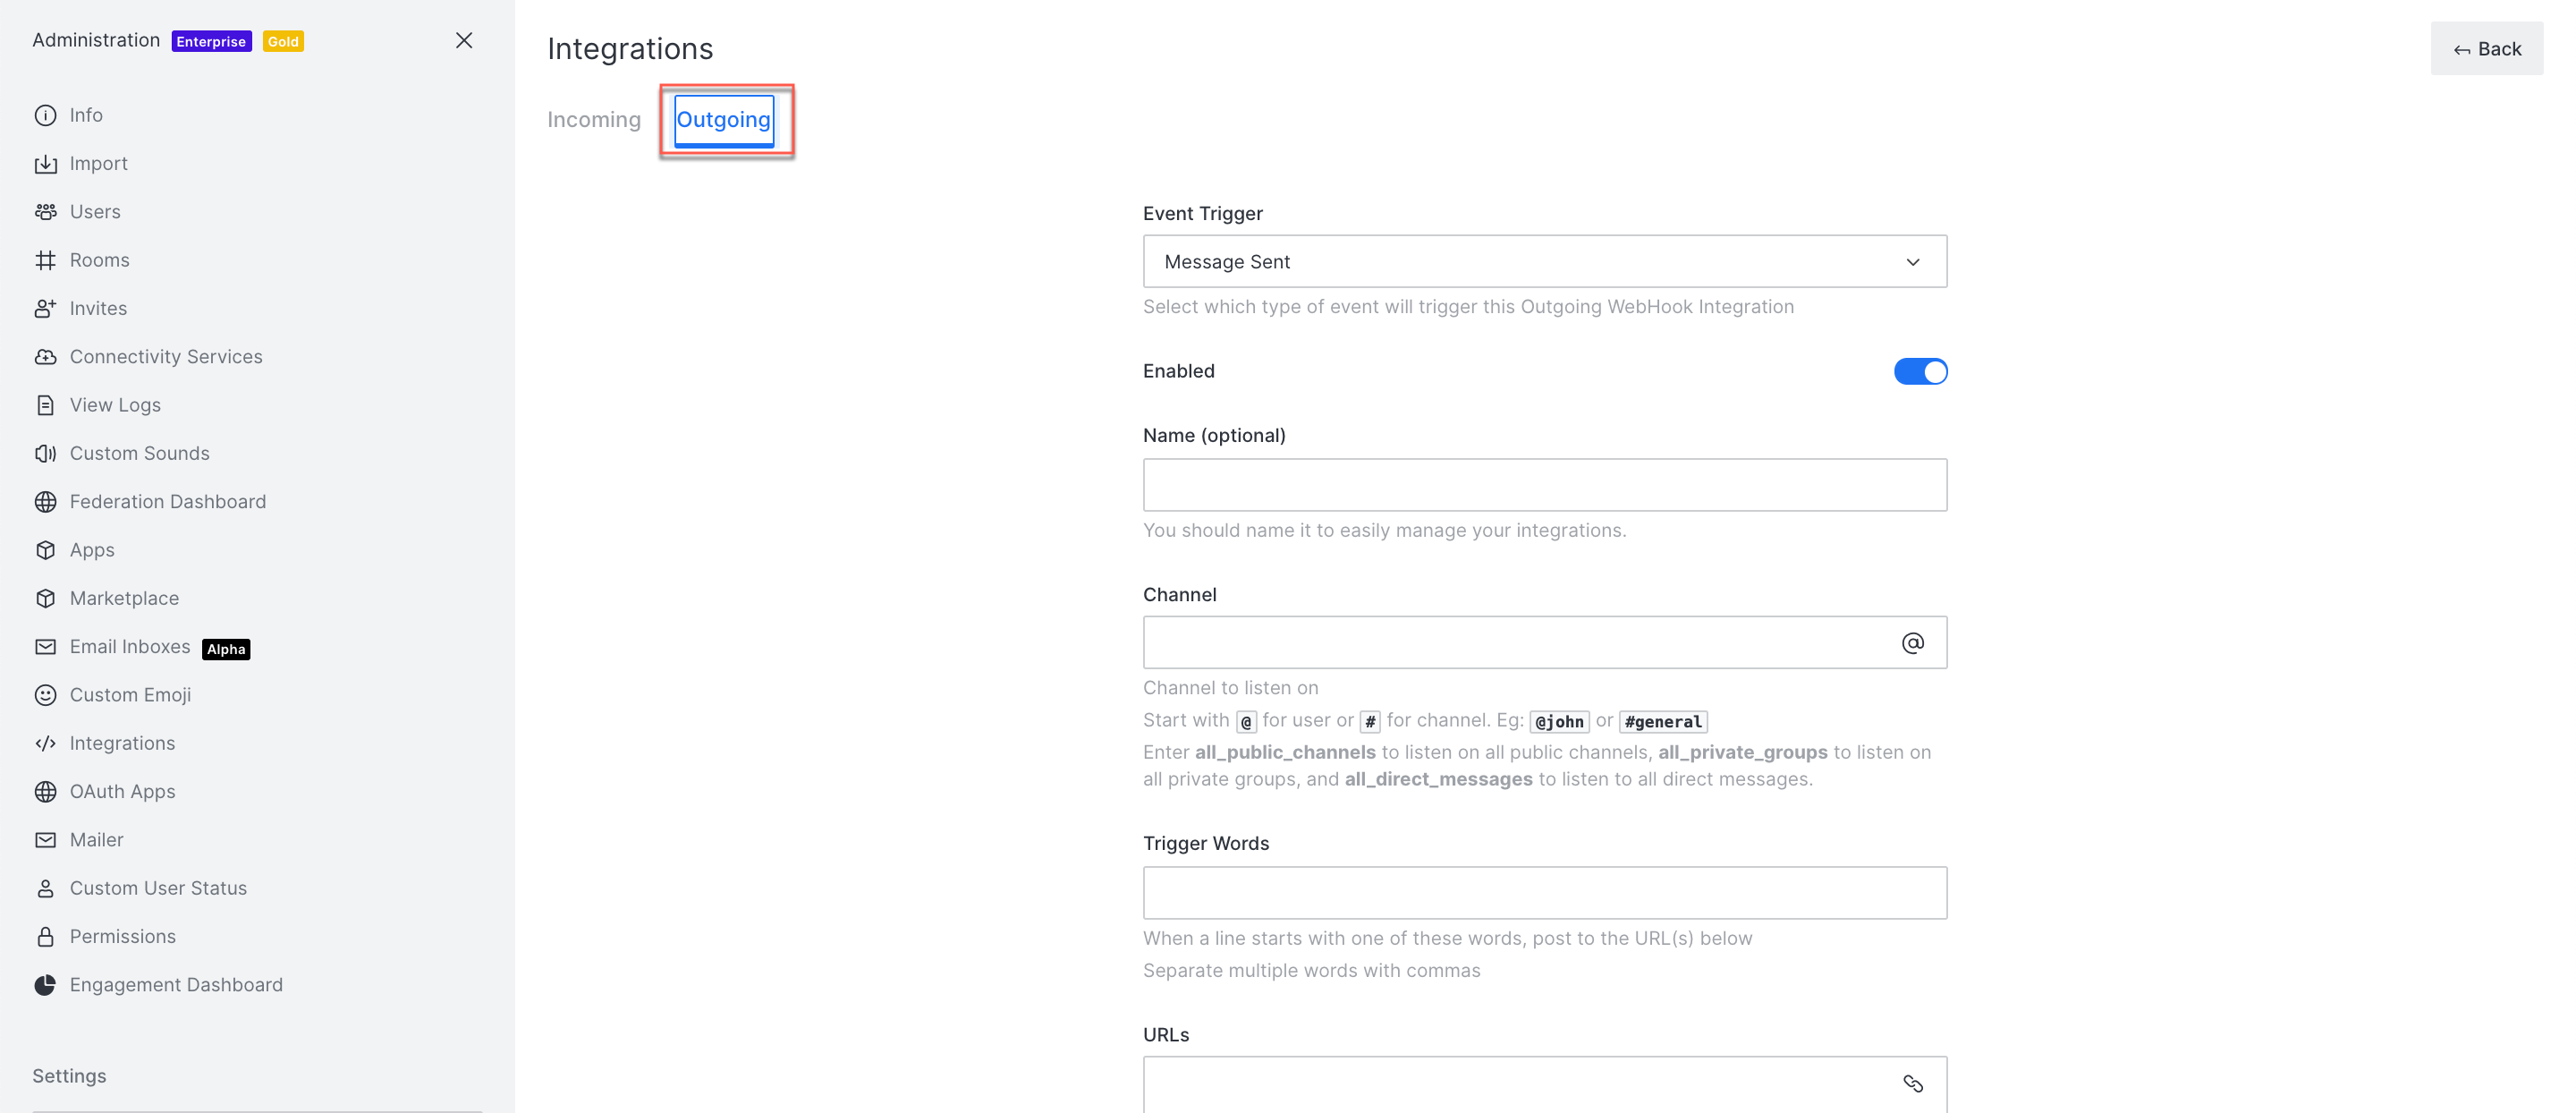 Administration Enterprise Gold
Info
Import
Users
Rooms
Invites
Connectivity Services
View Logs
Custom Sounds
Federation Dashboard
Apps
Marketplace
Email Inboxes Alpha
Custom Emoji
Integrations
OAuth Apps
Mailer
Custom User Status
Permissions
Engagement Dashboard
Settings
Integrations
Back
Incoming Outgoing
Event Trigger
Message Sent
Select which type of event will trigger this Outgoing WebHook Integration
Enabled
Name (optional)
You should name it to easily manage your integrations.
Channel
@
Channel to listen on
Start with @ for user or # for channel. Eg: @john or #general
Enter all_public_channels to listen on all public channels, all_private_groups to listen on
all private groups, and all_direct_messages to listen to all direct messages.
Trigger Words
When a line starts with one of these words, post to the URL(s) below
Separate multiple words with commas
URLs